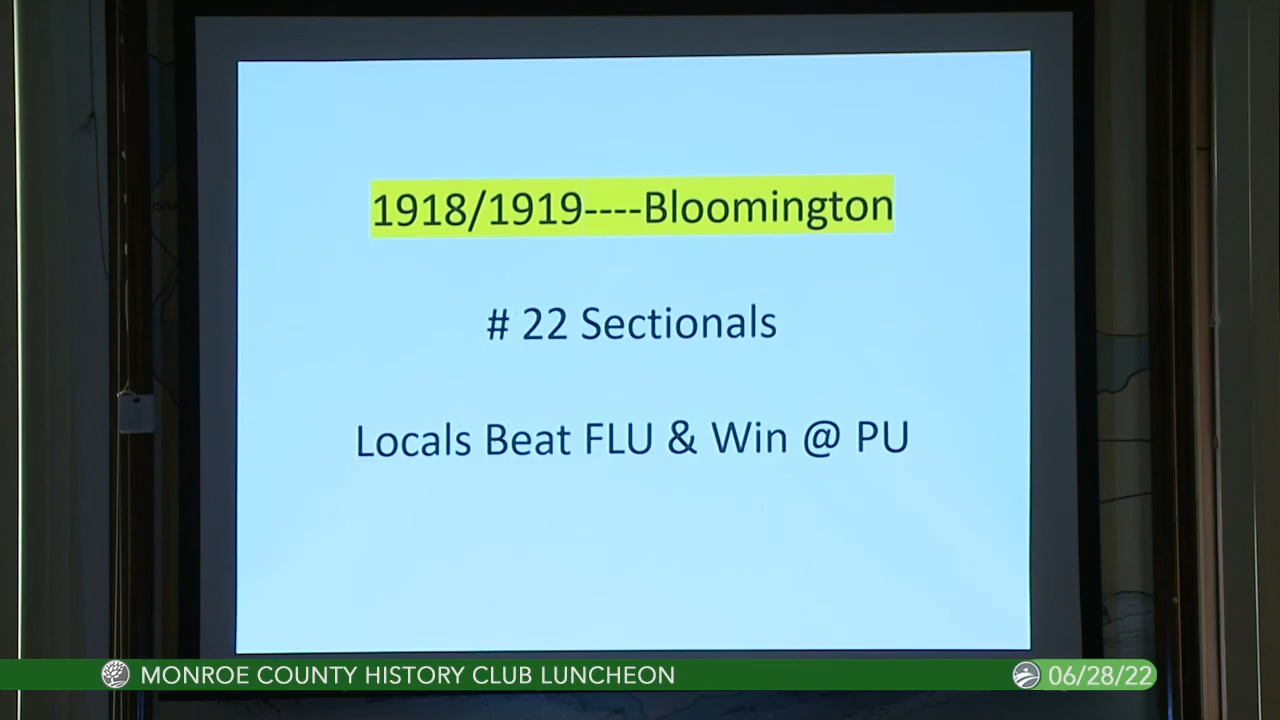 1918/1919----Bloomington
# 22 Sectionals
Locals Beat FLU & Win @ PU
MONROE COUNTY HISTORY CLUB LUNCHEON
06/28/22